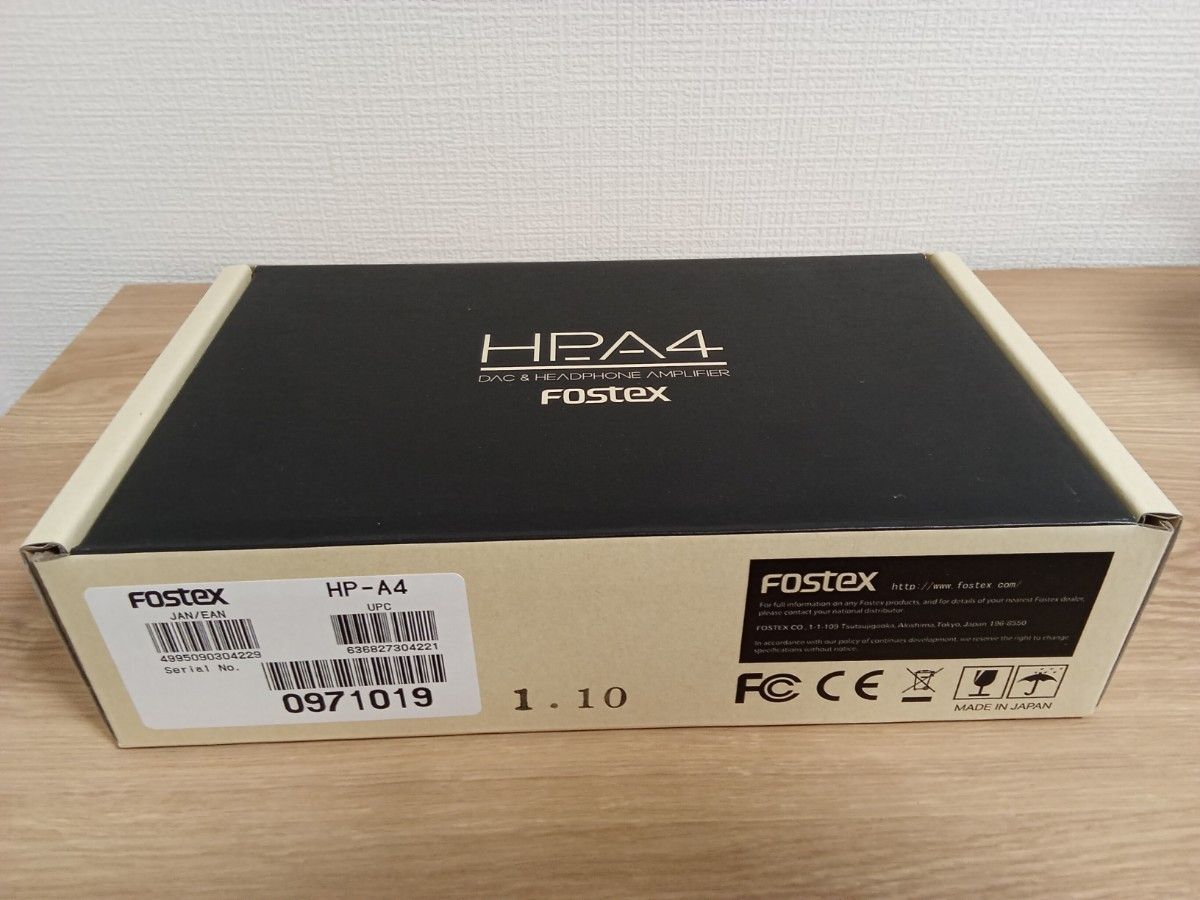 HP-A4
DAC & HEADPHONE AMPLIFIER
FOSTEX
FOSTEX
HP-A4
JAN/EAN
UPC
4995090304229
636827304221
Serial No.
0971019
1.10
FOSTEX http://www.fostex.com/
For full information on any Fostex products, and for details of your nearest Fostex dealer,
please contact your national distributor.
FOSTEX CO., 1-1-109 Tsutsujigaoka, Akishima, Tokyo, Japan 196-8550
In accordance with our policy of continues development, we reserve the right to change
specifications without notice.
FC CE
MADE IN JAPAN